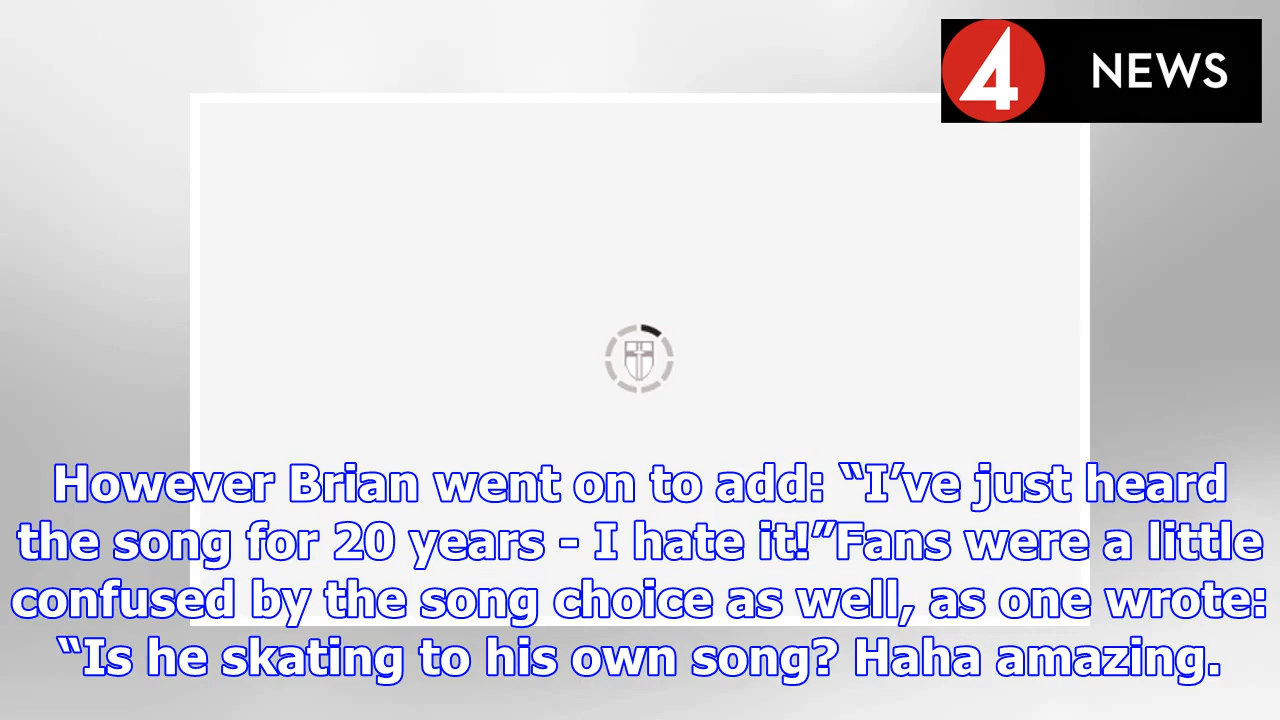 4 NEWS
However Brian went on to add: “I’ve just heard
the song for 20 years - I hate it!”Fans were a little
confused by the song choice as well, as one wrote:
“Is he skating to his own song? Haha amazing.